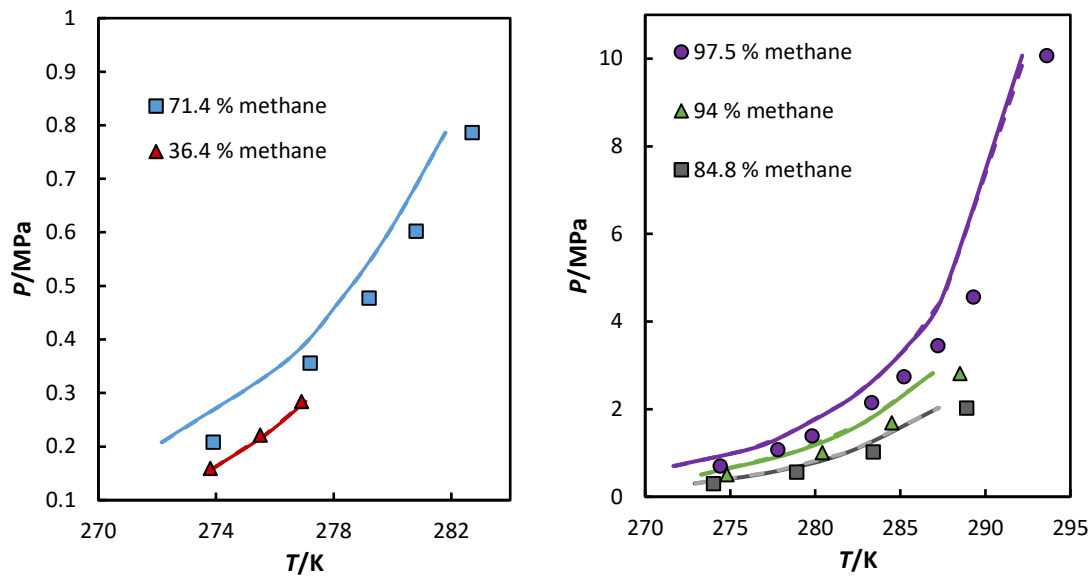 1
0.9
0.8
0.7
0.6
0.5
0.4
0.3
0.2
0.1
P/MPa
71.4 % methane
36.4 % methane
270 274 278 282
T/K
10
8
6
4
2
0
P/MPa
97.5 % methane
94 % methane
84.8 % methane
270 275 280 285 290 295
T/K